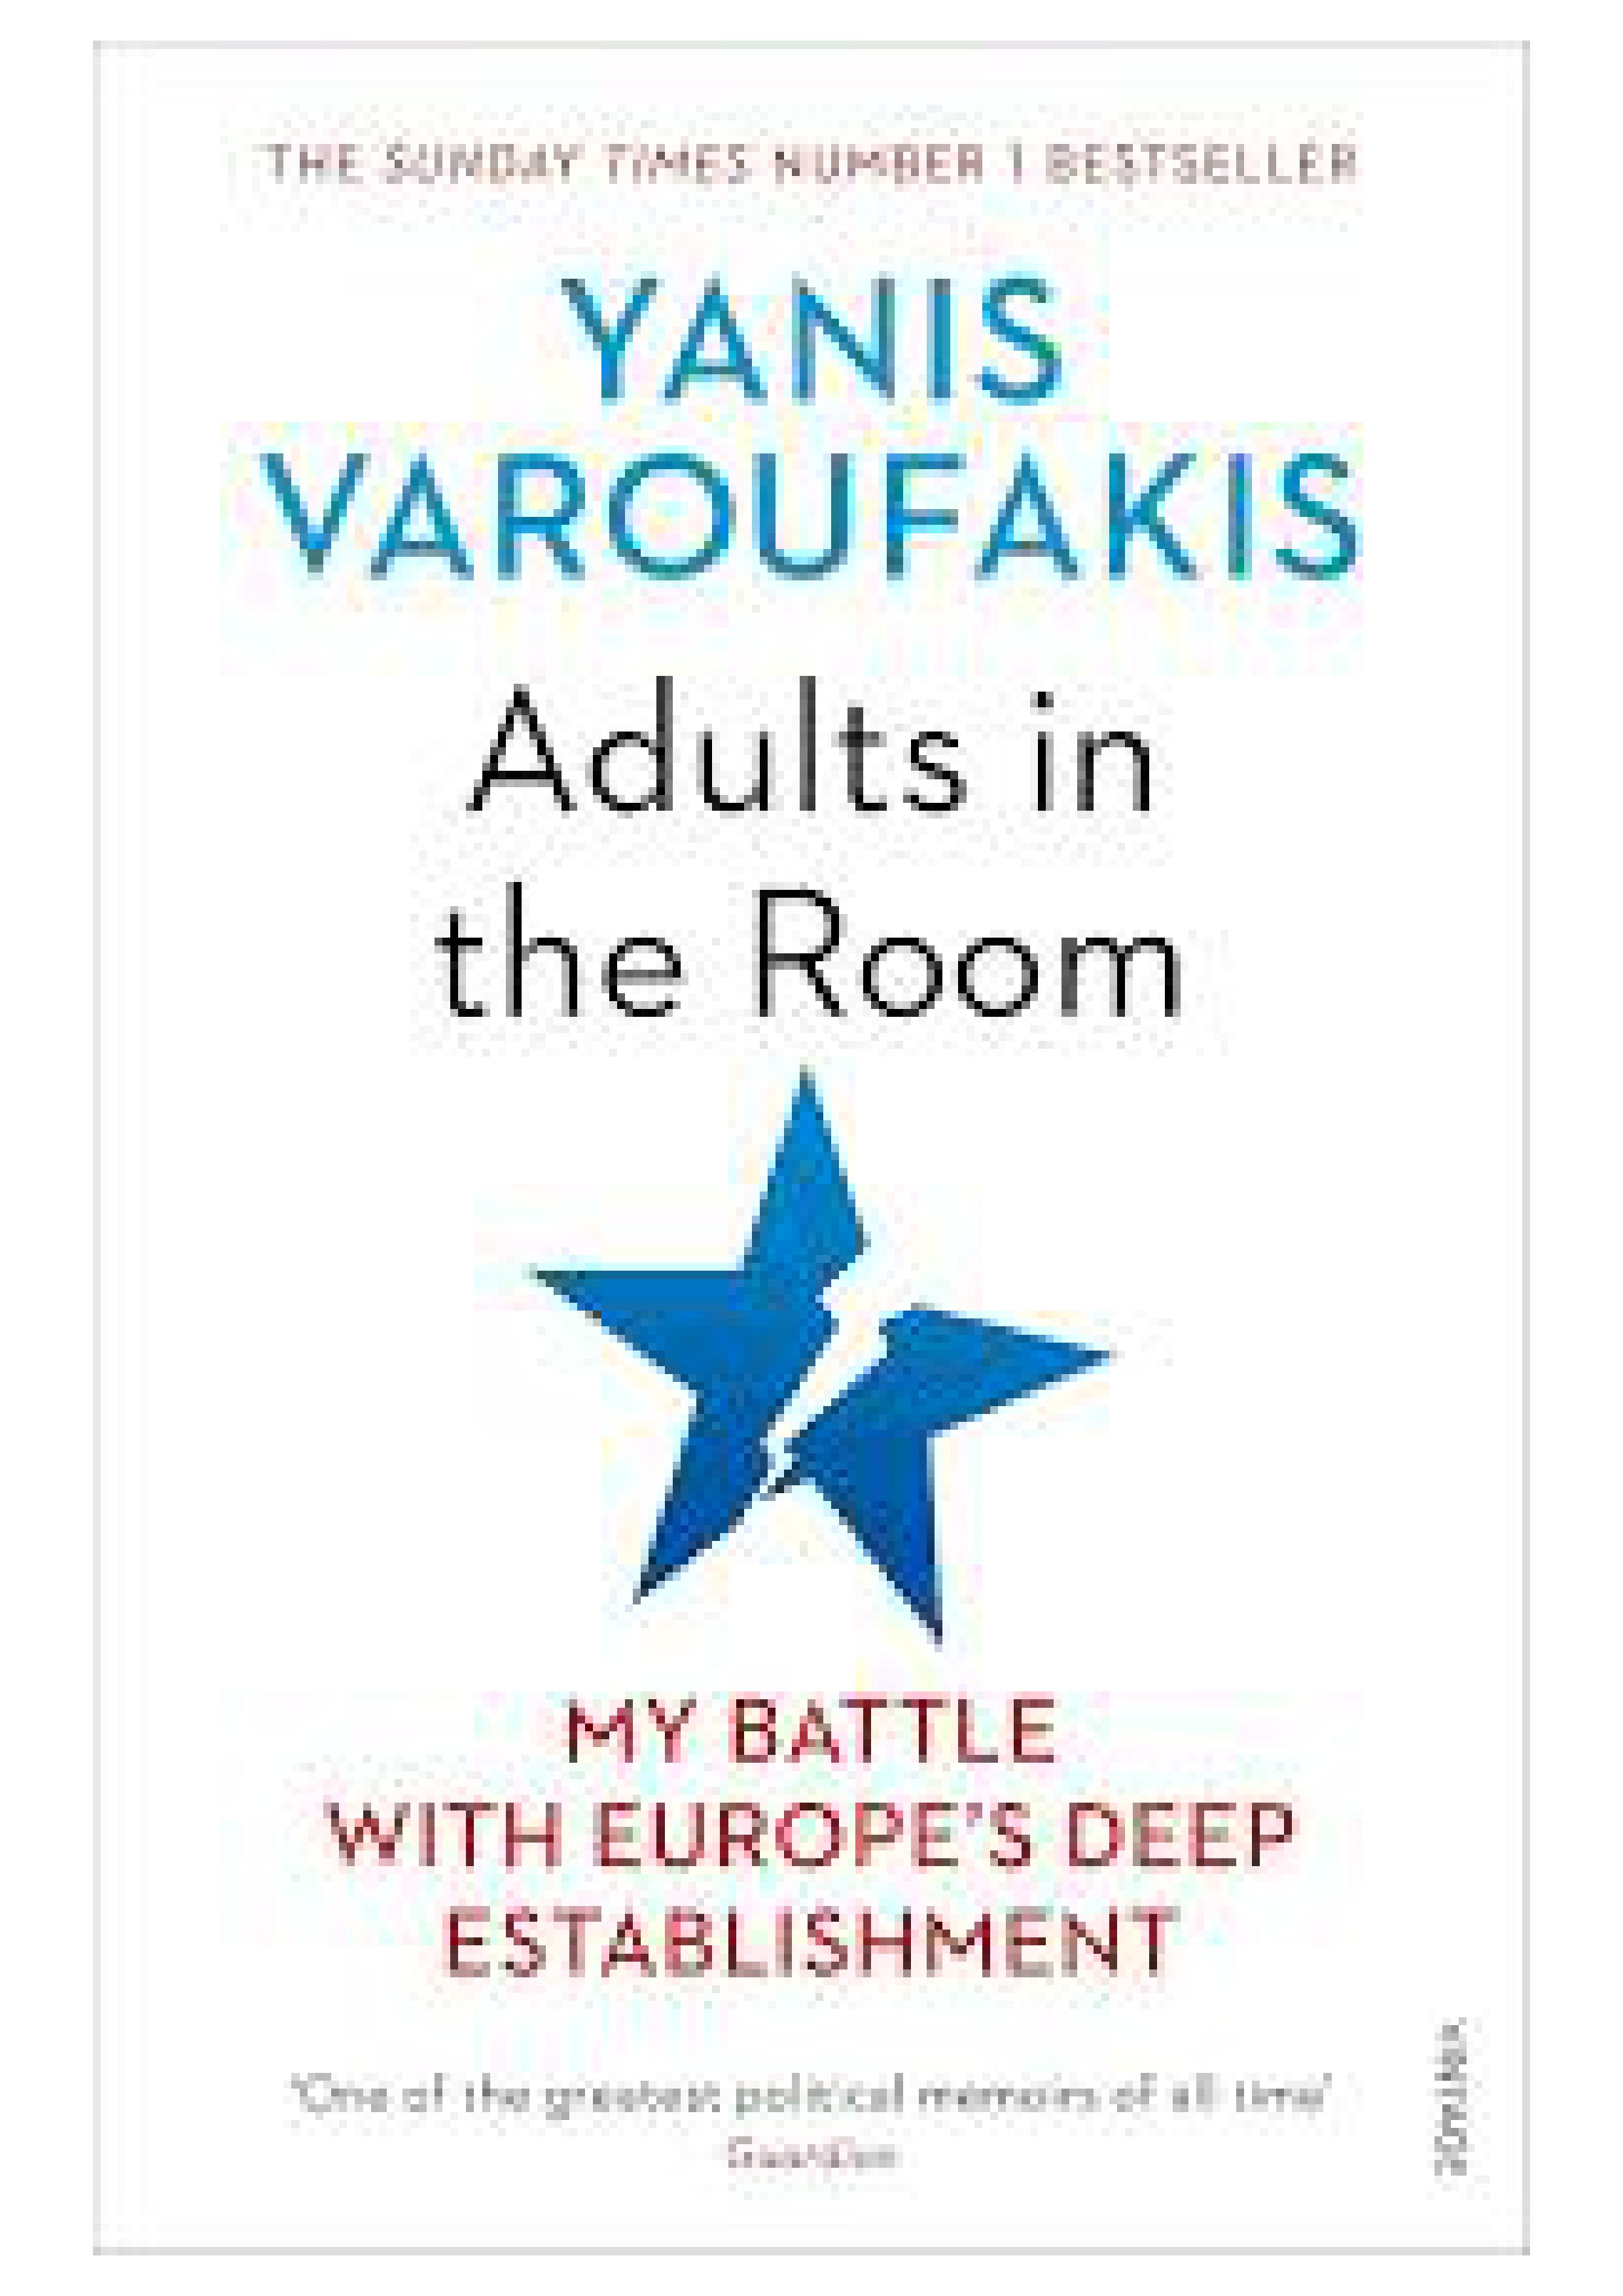 THE SUNDAY TIMES NUMBER 1 BESTSELLER
YANIS
VAROUFAKIS
Adults in
the Room
MY BATTLE
WITH EUROPE'S DEEP
ESTABLISHMENT
'One of the greatest political memoirs of all time'
Guardian
VINTAGE